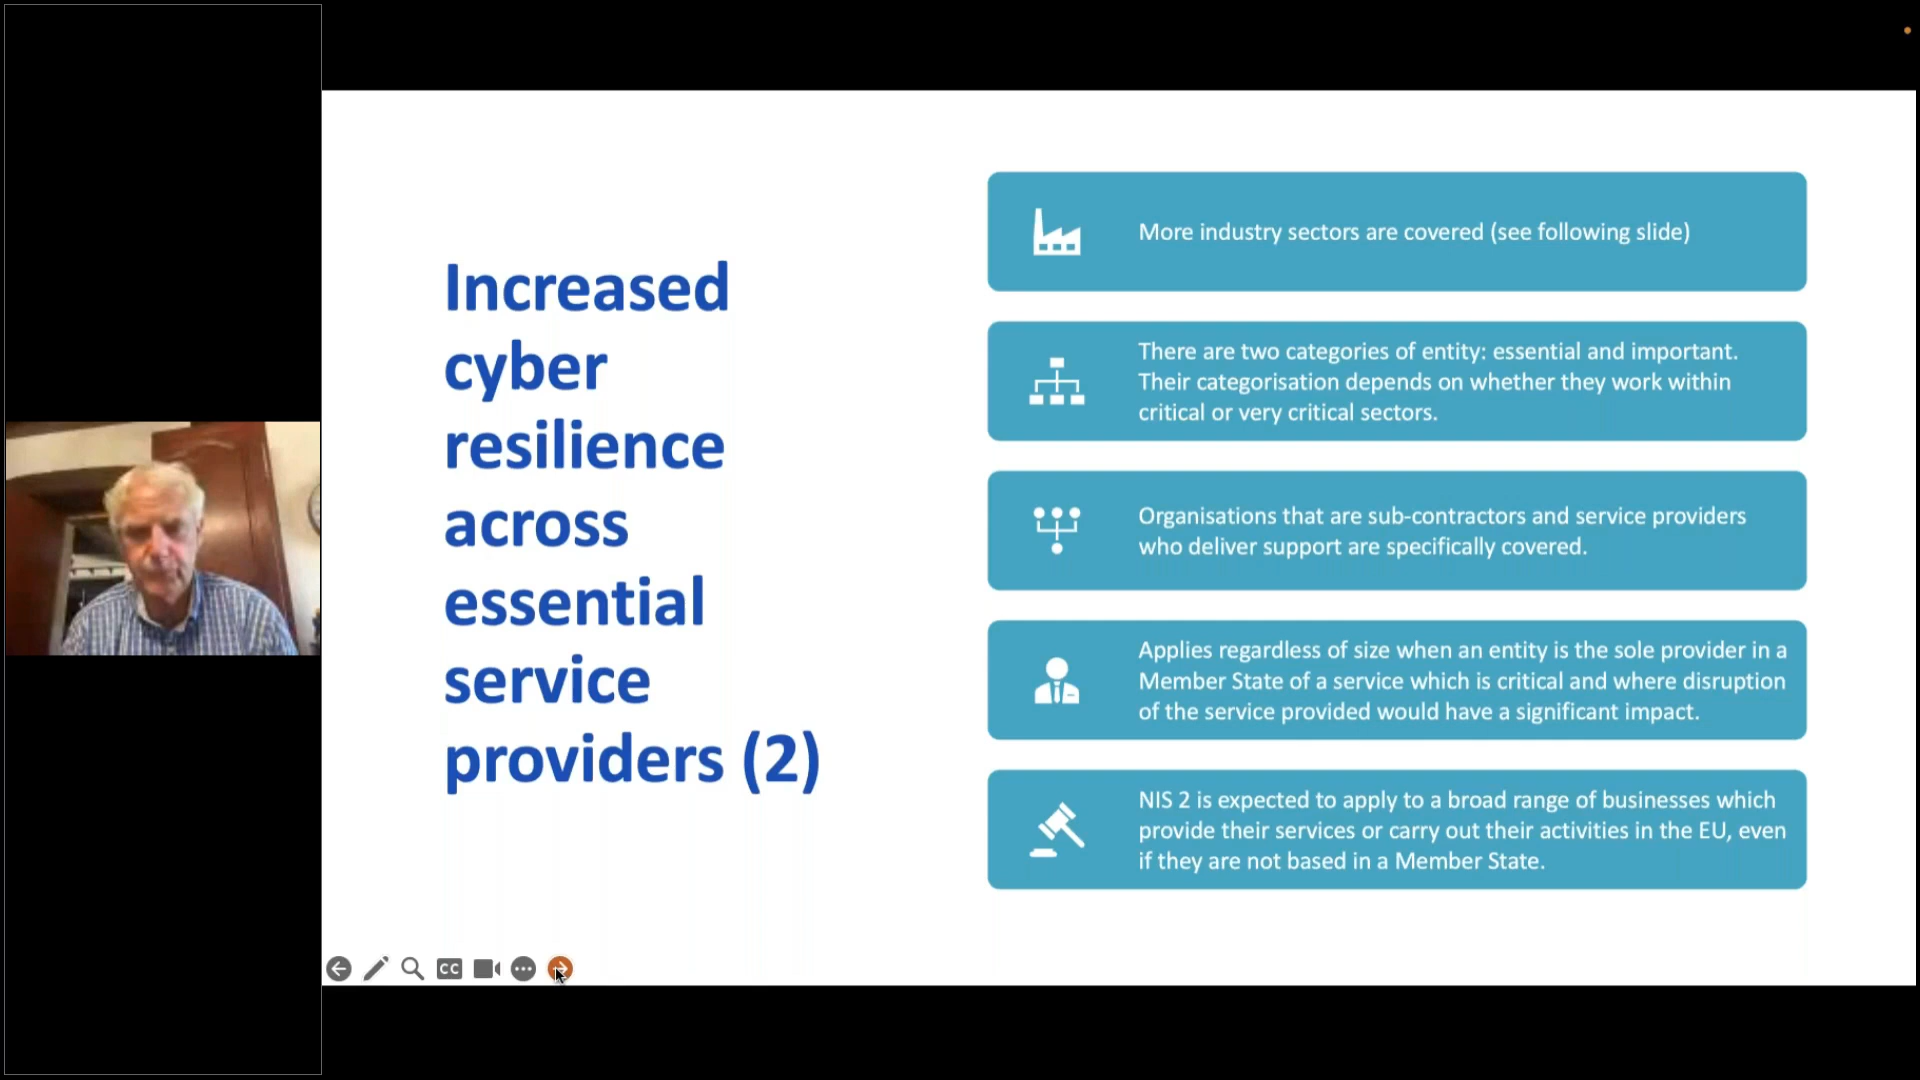 Increased
cyber
resilience
across
essential
service
providers (2)
More industry sectors are covered (see following slide)
There are two categories of entity: essential and important.
Their categorisation depends on whether they work within
critical or very critical sectors.
Organisations that are sub-contractors and service providers
who deliver support are specifically covered.
Applies regardless of size when an entity is the sole provider in a
Member State of a service which is critical and where disruption
of the service provided would have a significant impact.
NIS 2 is expected to apply to a broad range of businesses which
provide their services or carry out their activities in the EU, even
if they are not based in a Member State.
CC